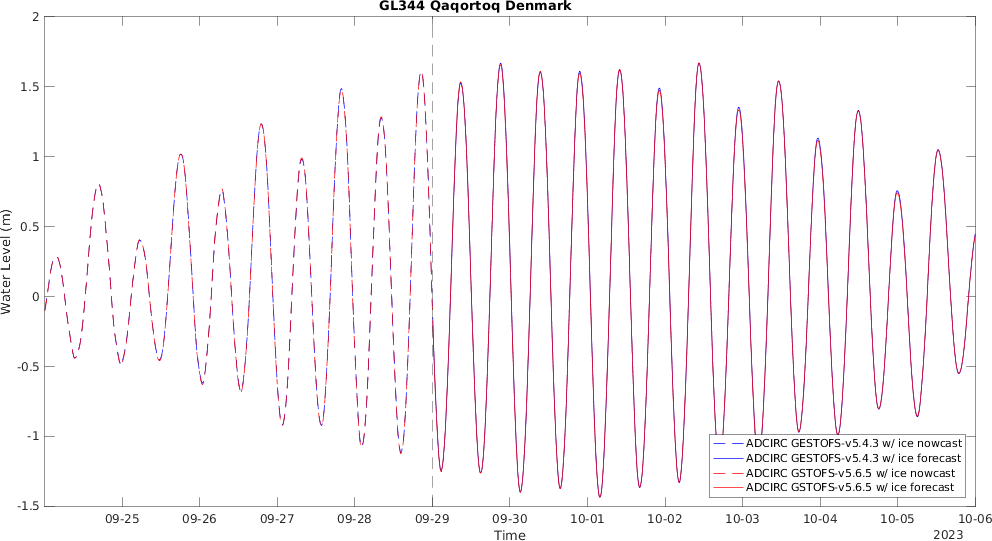 GL344 Qaqortoq Denmark
2
1.5
1
0.5
0
-0.5
-1
-1.5
Water Level (m)
ADCIRC GESTOFS-v5.4.3 w/ ice nowcast
ADCIRC GESTOFS-v5.4.3 w/ ice forecast
ADCIRC GSTOFS-v5.6.5 w/ ice nowcast
ADCIRC GSTOFS-v5.6.5 w/ ice forecast
09-25 09-26 09-27 09-28 09-29 09-30 10-01 10-02 10-03 10-04 10-05 10-06
Time
2023